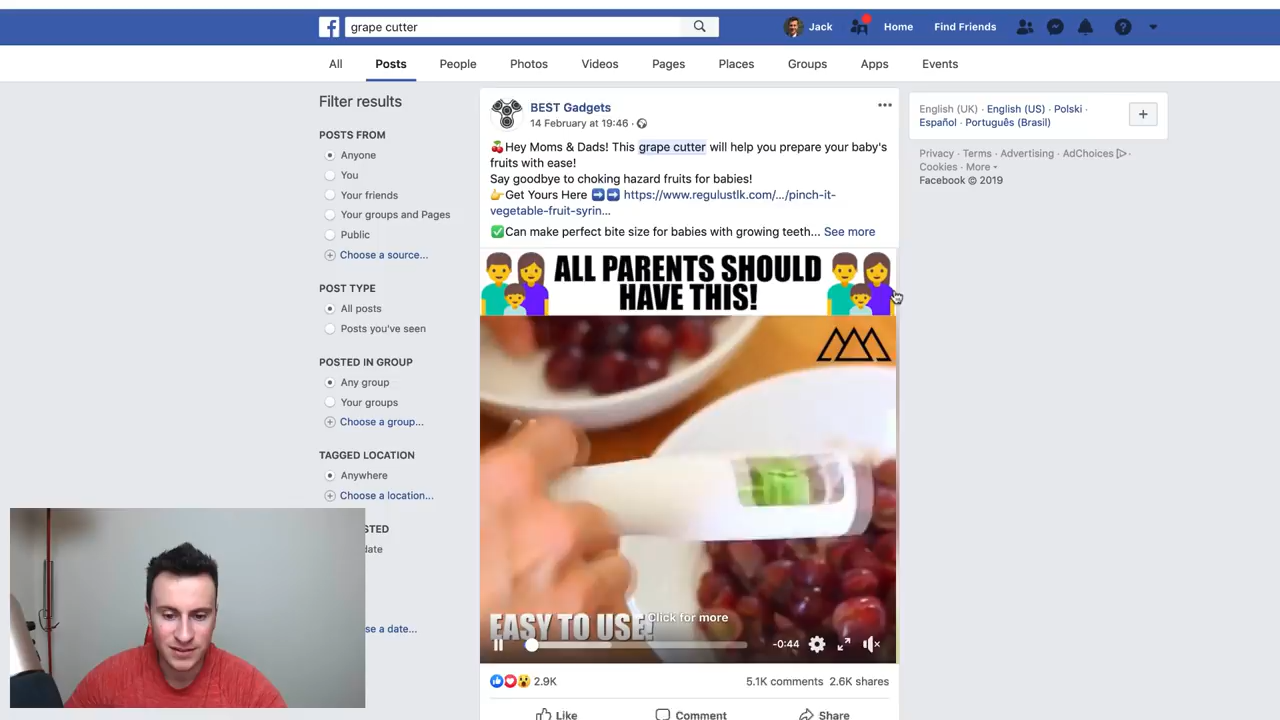 grape cutter
Jack
Home
Find Friends
All
Posts
People
Photos
Videos
Pages
Places
Groups
Apps
Events
Filter results
POSTS FROM
Anyone
You
Your friends
Your groups and Pages
Public
Choose a source...
POST TYPE
All posts
Posts you've seen
POSTED IN GROUP
Any group
Your groups
Choose a group...
TAGGED LOCATION
Anywhere
Choose a location...
STED
date
se a date...
BEST Gadgets
14 February at 19:46 ·
🍒Hey Moms & Dads! This grape cutter will help you prepare your baby's
fruits with ease!
Say goodbye to choking hazard fruits for babies!
👉Get Yours Here ➡️➡️ https://www.regulustlk.com/.../pinch-it-
vegetable-fruit-syrin...
✅Can make perfect bite size for babies with growing teeth... See more
ALL PARENTS SHOULD
HAVE THIS!
EASY TO USE!
Click for more
-0:44
2.9K
5.1K comments 2.6K shares
Like
Comment
Share
English (UK) · English (US) · Polski ·
Español · Português (Brasil)
Privacy · Terms · Advertising · AdChoices ·
Cookies · More
Facebook © 2019